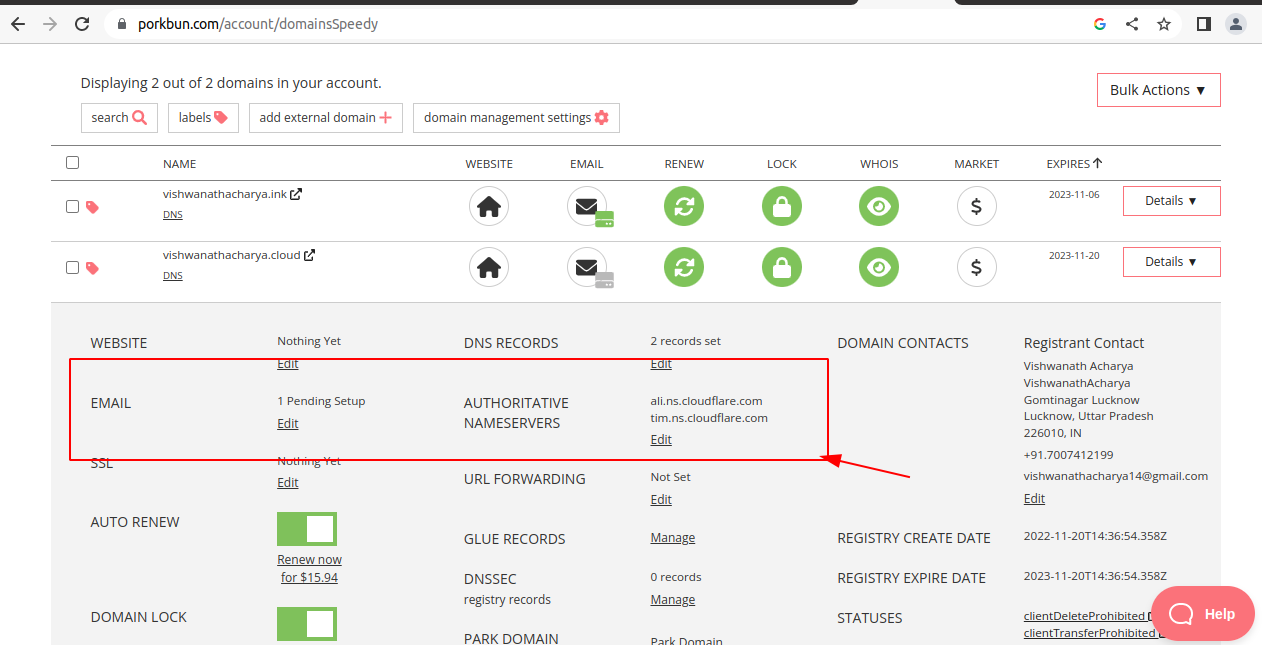 porkbun.com/account/domainsSpeedy
Displaying 2 out of 2 domains in your account.
Bulk Actions ▼
search labels add external domain domain management settings
NAME WEBSITE EMAIL RENEW LOCK WHOIS MARKET EXPIRES
vishwanathacharya.ink 2023-11-06 Details ▼
DNS
vishwanathacharya.cloud 2023-11-20 Details ▼
DNS
WEBSITE
Nothing Yet
Edit
EMAIL
1 Pending Setup
Edit
SSL
Nothing Yet
Edit
AUTO RENEW
Renew now
for $15.94
DOMAIN LOCK
DNS RECORDS
2 records set
Edit
AUTHORITATIVE
NAMESERVERS
ali.ns.cloudflare.com
tim.ns.cloudflare.com
Edit
URL FORWARDING
Not Set
Edit
GLUE RECORDS
Manage
DNSSEC
registry records
0 records
Manage
PARK DOMAIN
Park Domain
DOMAIN CONTACTS
Registrant Contact
Vishwanath Acharya
VishwanathAcharya
Gomtinagar Lucknow
Lucknow, Uttar Pradesh
226010, IN
+91.7007412199
vishwanathacharya14@gmail.com
Edit
REGISTRY CREATE DATE
2022-11-20T14:36:54.358Z
REGISTRY EXPIRE DATE
2023-11-20T14:36:54.358Z
STATUSES
clientDeleteProhibited
clientTransferProhibited
Help